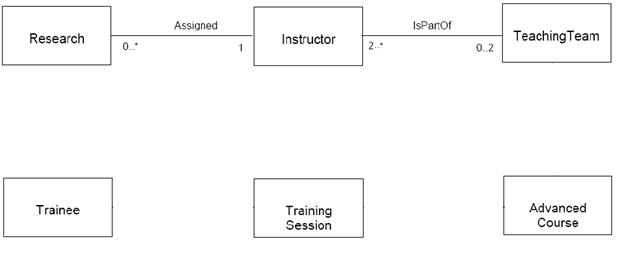 Assigned
IsPartOf
Research
Instructor
TeachingTeam
0..*
1
2..*
0..2
Trainee
Training
Session
Advanced
Course